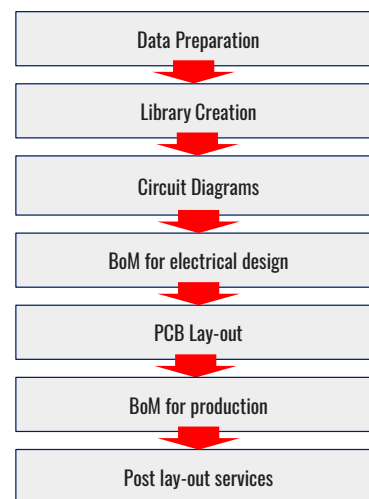 Data Preparation
Library Creation
Circuit Diagrams
BoM for electrical design
PCB Lay-out
BoM for production
Post lay-out services